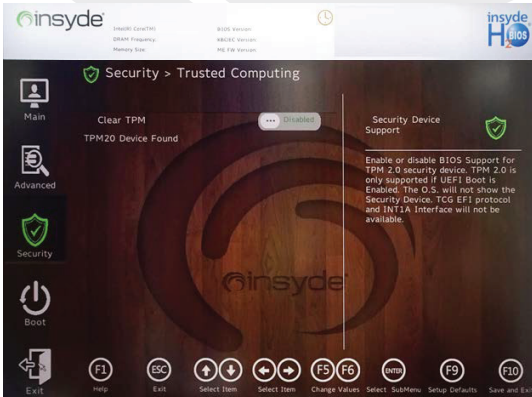 insyde
Intel(R) Core(TM)
DRAM Frequency:
Memory Size:
BIOS Version:
KBC/EC Version:
ME FW Version:
insyde
H2O BIOS
Main
Advanced
Security
Boot
Exit
Security > Trusted Computing
Clear TPM
Disabled
TPM20 Device Found
insyde
Security Device
Support
Enable or disable BIOS Support for
TPM 2.0 security device. TPM 2.0 is
only supported if UEFI Boot is
Enabled. The O.S. will not show the
Security Device. TCG EFI protocol
and INT1A Interface will not be
available.
F1
Help
ESC
Exit
Select Item
Select Item
F5 F6
Change Values
ENTER
Select SubMenu
F9
Setup Defaults
F10
Save and Exit